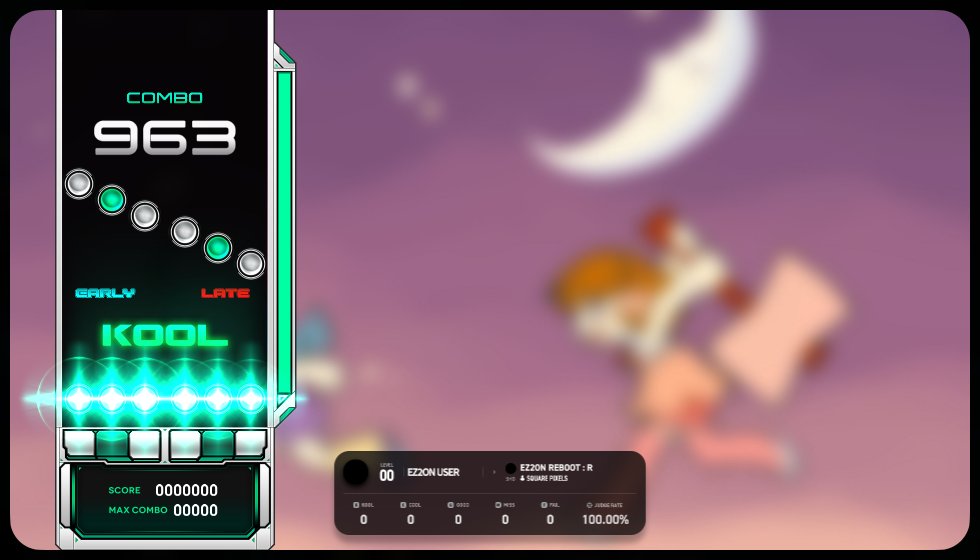 COMBO
963
EARLY LATE
KOOL
SCORE 0000000
MAX COMBO 00000
LEVEL
00 EZ2ON USER
EZ2ON REBOOT : R
SQUARE PIXELS
KOOL COOL GOOD MISS FAIL JUDGE RATE
0 0 0 0 0 100.00%